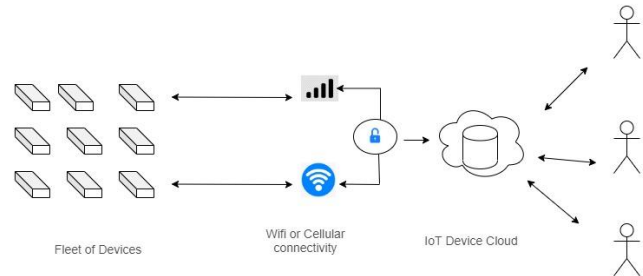 Fleet of Devices
Wifi or Cellular
connectivity
IoT Device Cloud